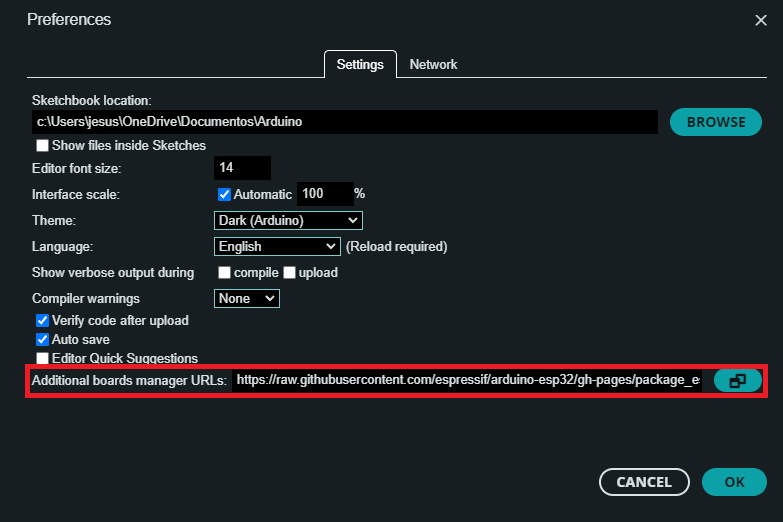 Preferences
Settings Network
Sketchbook location:
c:\Users\jesus\OneDrive\Documentos\Arduino BROWSE
Show files inside Sketches
Editor font size: 14
Interface scale: Automatic 100 %
Theme: Dark (Arduino)
Language: English (Reload required)
Show verbose output during compile upload
Compiler warnings None
Verify code after upload
Auto save
Editor Quick Suggestions
Additional boards manager URLs: https://raw.githubusercontent.com/espressif/arduino-esp32/gh-pages/package_es
CANCEL OK